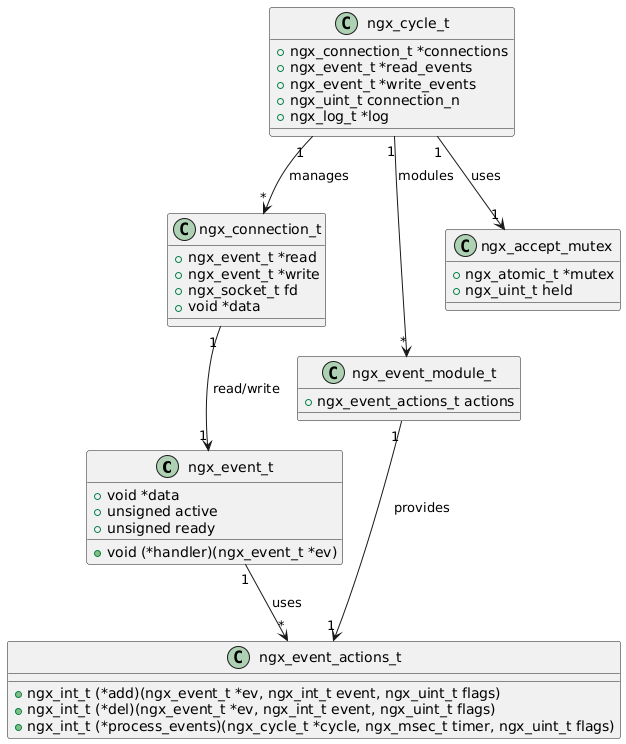 C ngx_cycle_t
ngx_connection_t *connections
ngx_event_t *read_events
ngx_event_t *write_events
ngx_uint_t connection_n
ngx_log_t *log
1 1 1
manages modules uses
* 1
C ngx_connection_t
ngx_event_t *read
ngx_event_t *write
ngx_socket_t fd
void *data
C ngx_accept_mutex
ngx_atomic_t *mutex
ngx_uint_t held
1 *
C ngx_event_module_t
ngx_event_actions_t actions
read/write
1 1
C ngx_event_t
void *data
unsigned active
unsigned ready
void (*handler)(ngx_event_t *ev)
provides
1
uses
* 1
C ngx_event_actions_t
ngx_int_t (*add)(ngx_event_t *ev, ngx_int_t event, ngx_uint_t flags)
ngx_int_t (*del)(ngx_event_t *ev, ngx_int_t event, ngx_uint_t flags)
ngx_int_t (*process_events)(ngx_cycle_t *cycle, ngx_msec_t timer, ngx_uint_t flags)